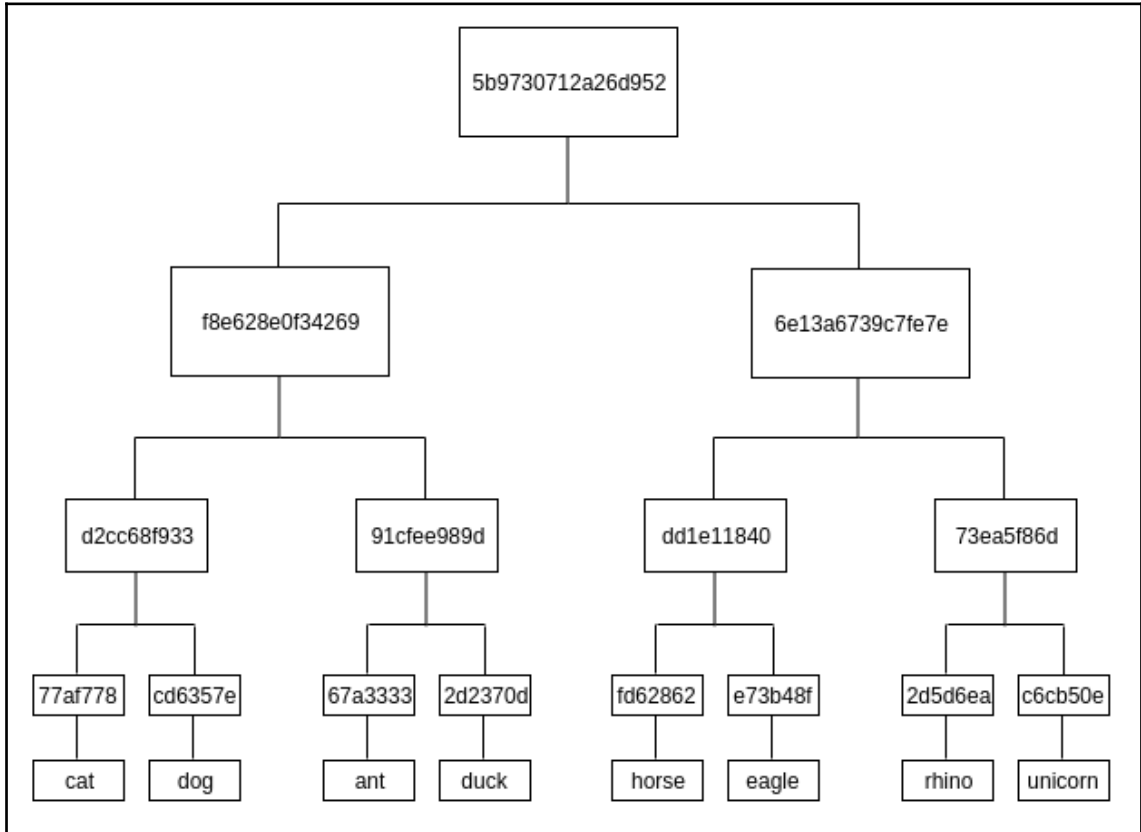 5b9730712a26d952
f8e628e0f34269
6e13a6739c7fe7e
d2cc68f933
91cfee989d
dd1e11840
73ea5f86d
77af778
cd6357e
67a3333
2d2370d
fd62862
e73b48f
2d5d6ea
c6cb50e
cat
dog
ant
duck
horse
eagle
rhino
unicorn